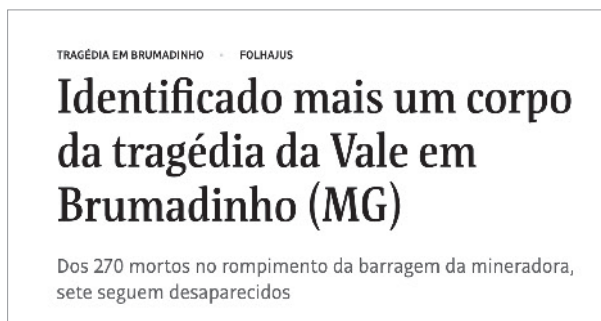 TRAGÉDIA EM BRUMADINHO · FOLHAJUS
Identificado mais um corpo
da tragédia da Vale em
Brumadinho (MG)
Dos 270 mortos no rompimento da barragem da mineradora,
sete seguem desaparecidos